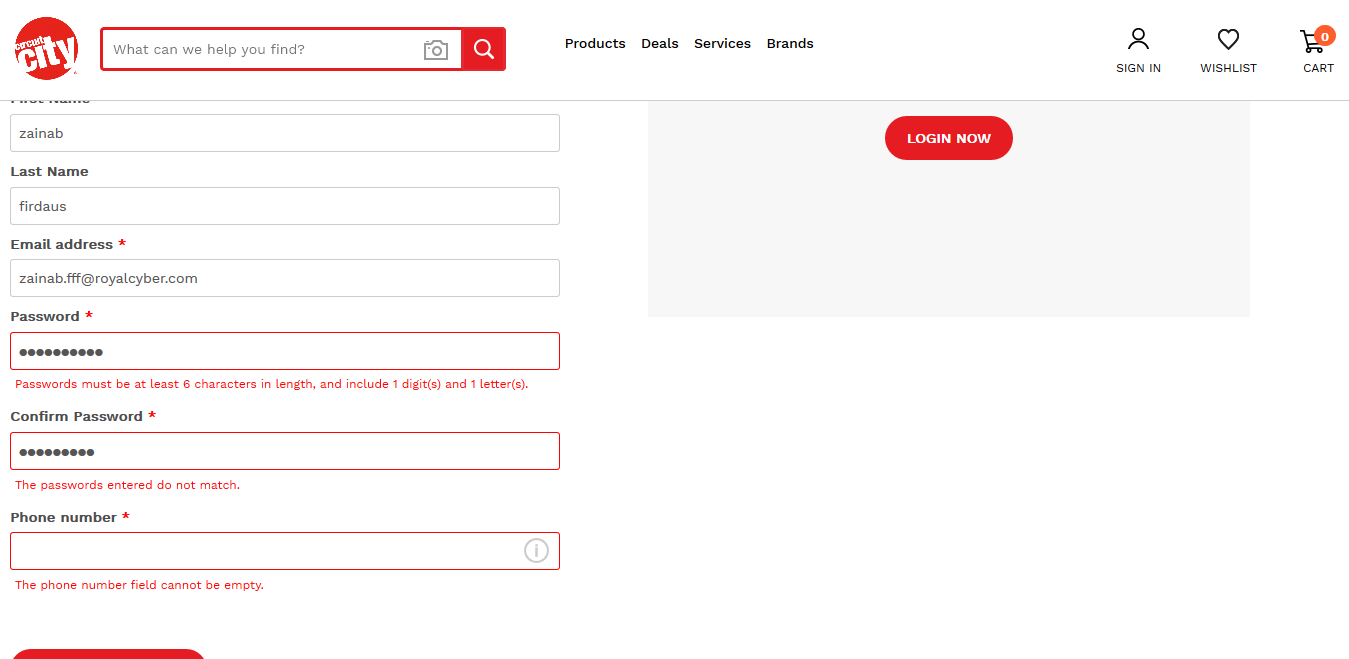 circuit
city
What can we help you find?
Products Deals Services Brands
SIGN IN
WISHLIST
0
CART
First Name
zainab
LOGIN NOW
Last Name
firdaus
Email address *
zainab.fff@royalcyber.com
Password *
●●●●●●●●●●
Passwords must be at least 6 characters in length, and include 1 digit(s) and 1 letter(s).
Confirm Password *
●●●●●●●●●
The passwords entered do not match.
Phone number *
The phone number field cannot be empty.